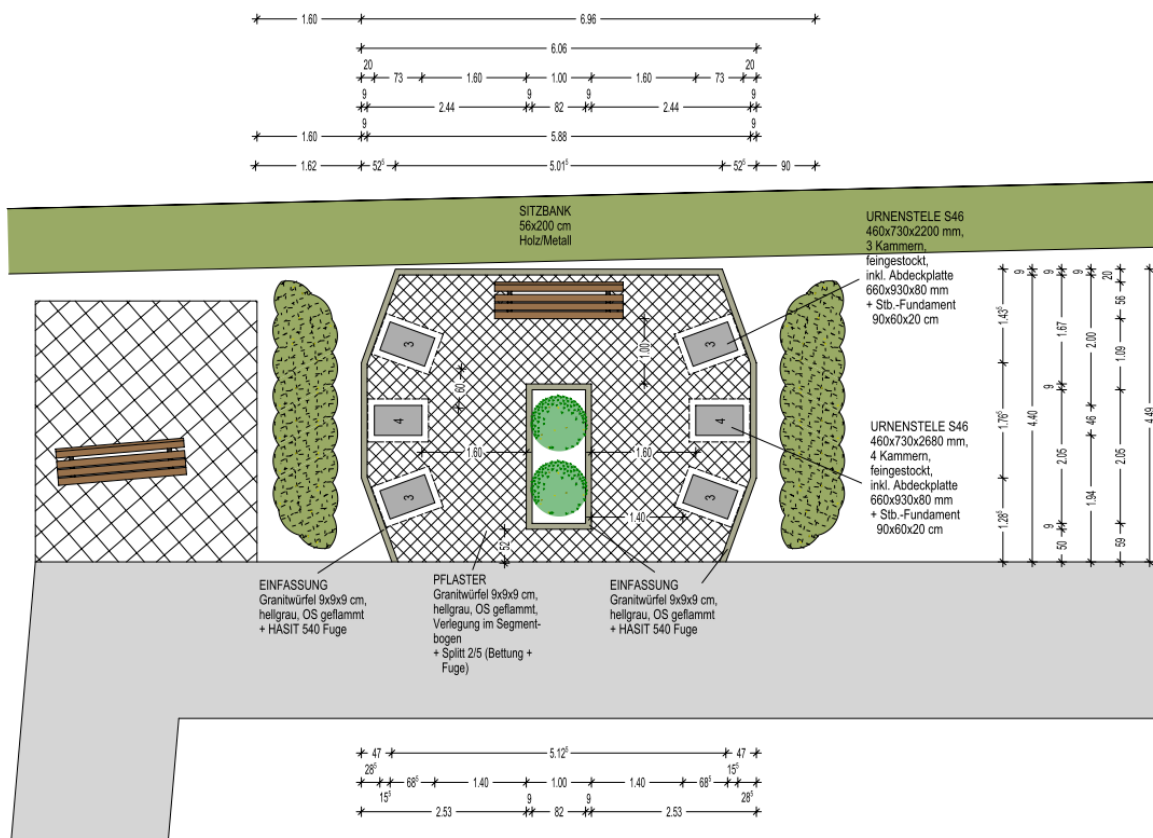 1.60
6.96
6.06
20
20
73
1.60
1.00
1.60
73
9
9
9
9
2.44
82
2.44
9
9
1.60
5.88
1.62
52⁵
5.01⁵
52⁵
90
SITZBANK
56x200 cm
Holz/Metall
URNENSTELE S46
460x730x2200 mm,
3 Kammern,
feingestockt,
inkl. Abdeckplatte
660x930x80 mm
+ Stb.-Fundament
90x60x20 cm
3
3
1.00
60
4
4
1.60
1.60
3
3
1.40
52
URNENSTELE S46
460x730x2680 mm,
4 Kammern,
feingestockt,
inkl. Abdeckplatte
660x930x80 mm
+ Stb.-Fundament
90x60x20 cm
1.43⁵
1.76⁵
1.28⁵
9
4.40
9
1.67
9
2.05
9
50
9
2.00
46
1.94
20
56
1.09
2.05
59
4.49
EINFASSUNG
Granitwürfel 9x9x9 cm,
hellgrau, OS geflammt
+ HASIT 540 Fuge
PFLASTER
Granitwürfel 9x9x9 cm,
hellgrau, OS geflammt,
Verlegung im Segment-
bogen
+ Splitt 2/5 (Bettung +
Fuge)
EINFASSUNG
Granitwürfel 9x9x9 cm,
hellgrau, OS geflammt
+ HASIT 540 Fuge
47
5.12⁵
47
28⁵
15⁵
68⁵
1.40
1.00
1.40
68⁵
15⁵
28⁵
9
9
2.53
82
2.53